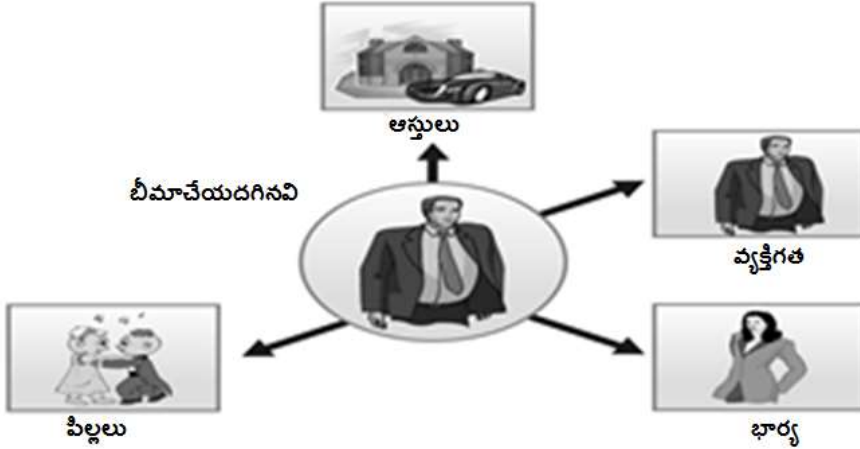 ఆస్తులు
బీమాచేయదగినవి
వ్యక్తిగత
పిల్లలు
భార్య